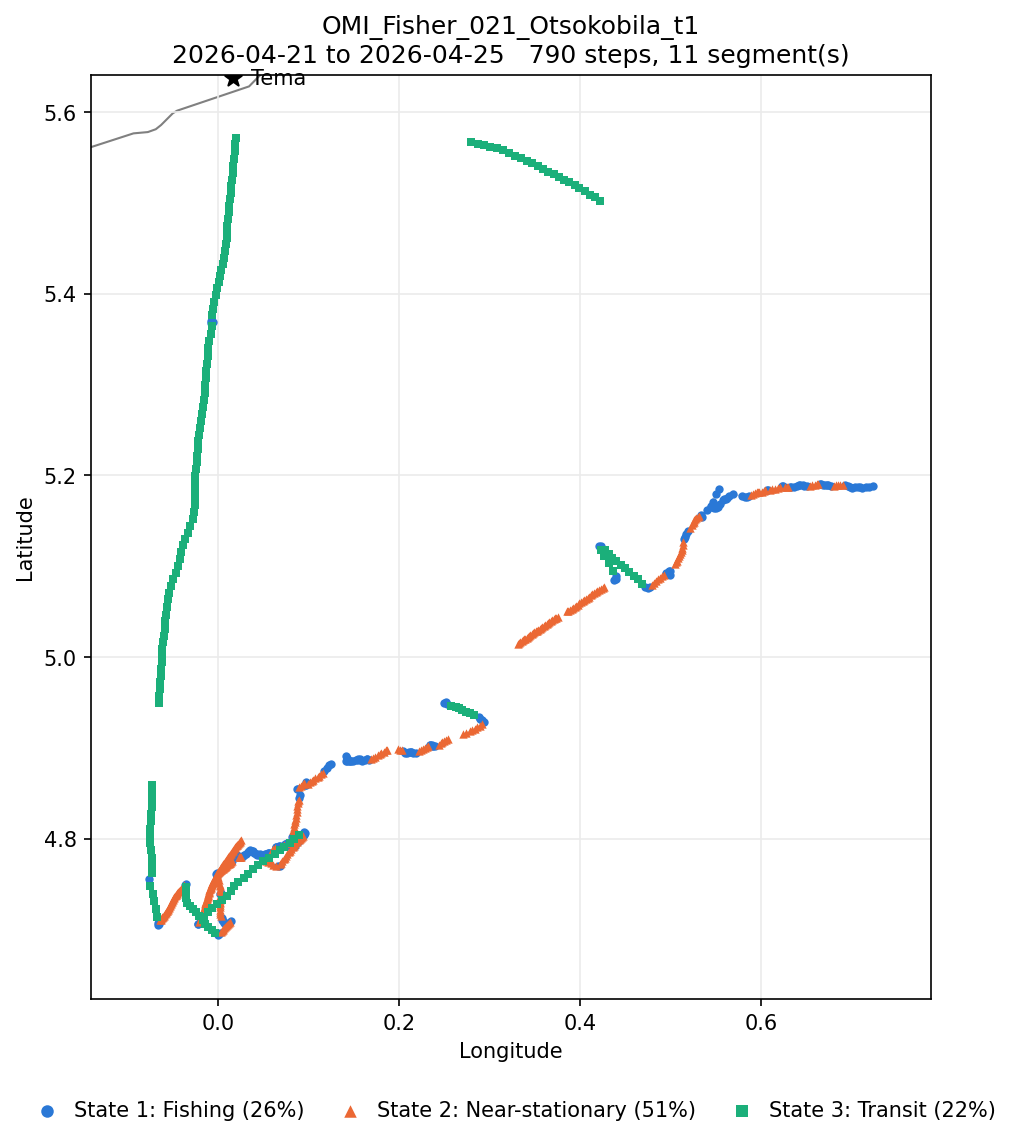 OMI_Fisher_021_Otsokobila_t1
2026-04-21 to 2026-04-25   790 steps, 11 segment(s)
Tema
5.6
5.4
5.2
5.0
4.8
Latitude
0.0 0.2 0.4 0.6
Longitude
State 1: Fishing (26%) State 2: Near-stationary (51%) State 3: Transit (22%)